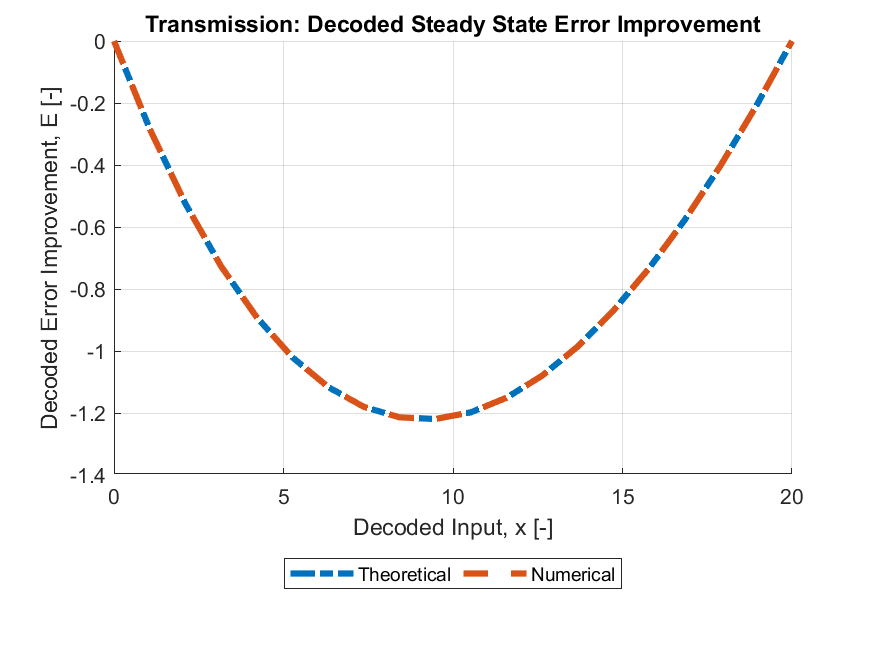 Transmission: Decoded Steady State Error Improvement
Decoded Error Improvement, E [-]
0
-0.2
-0.4
-0.6
-0.8
-1
-1.2
-1.4
0 5 10 15 20
Decoded Input, x [-]
Theoretical Numerical